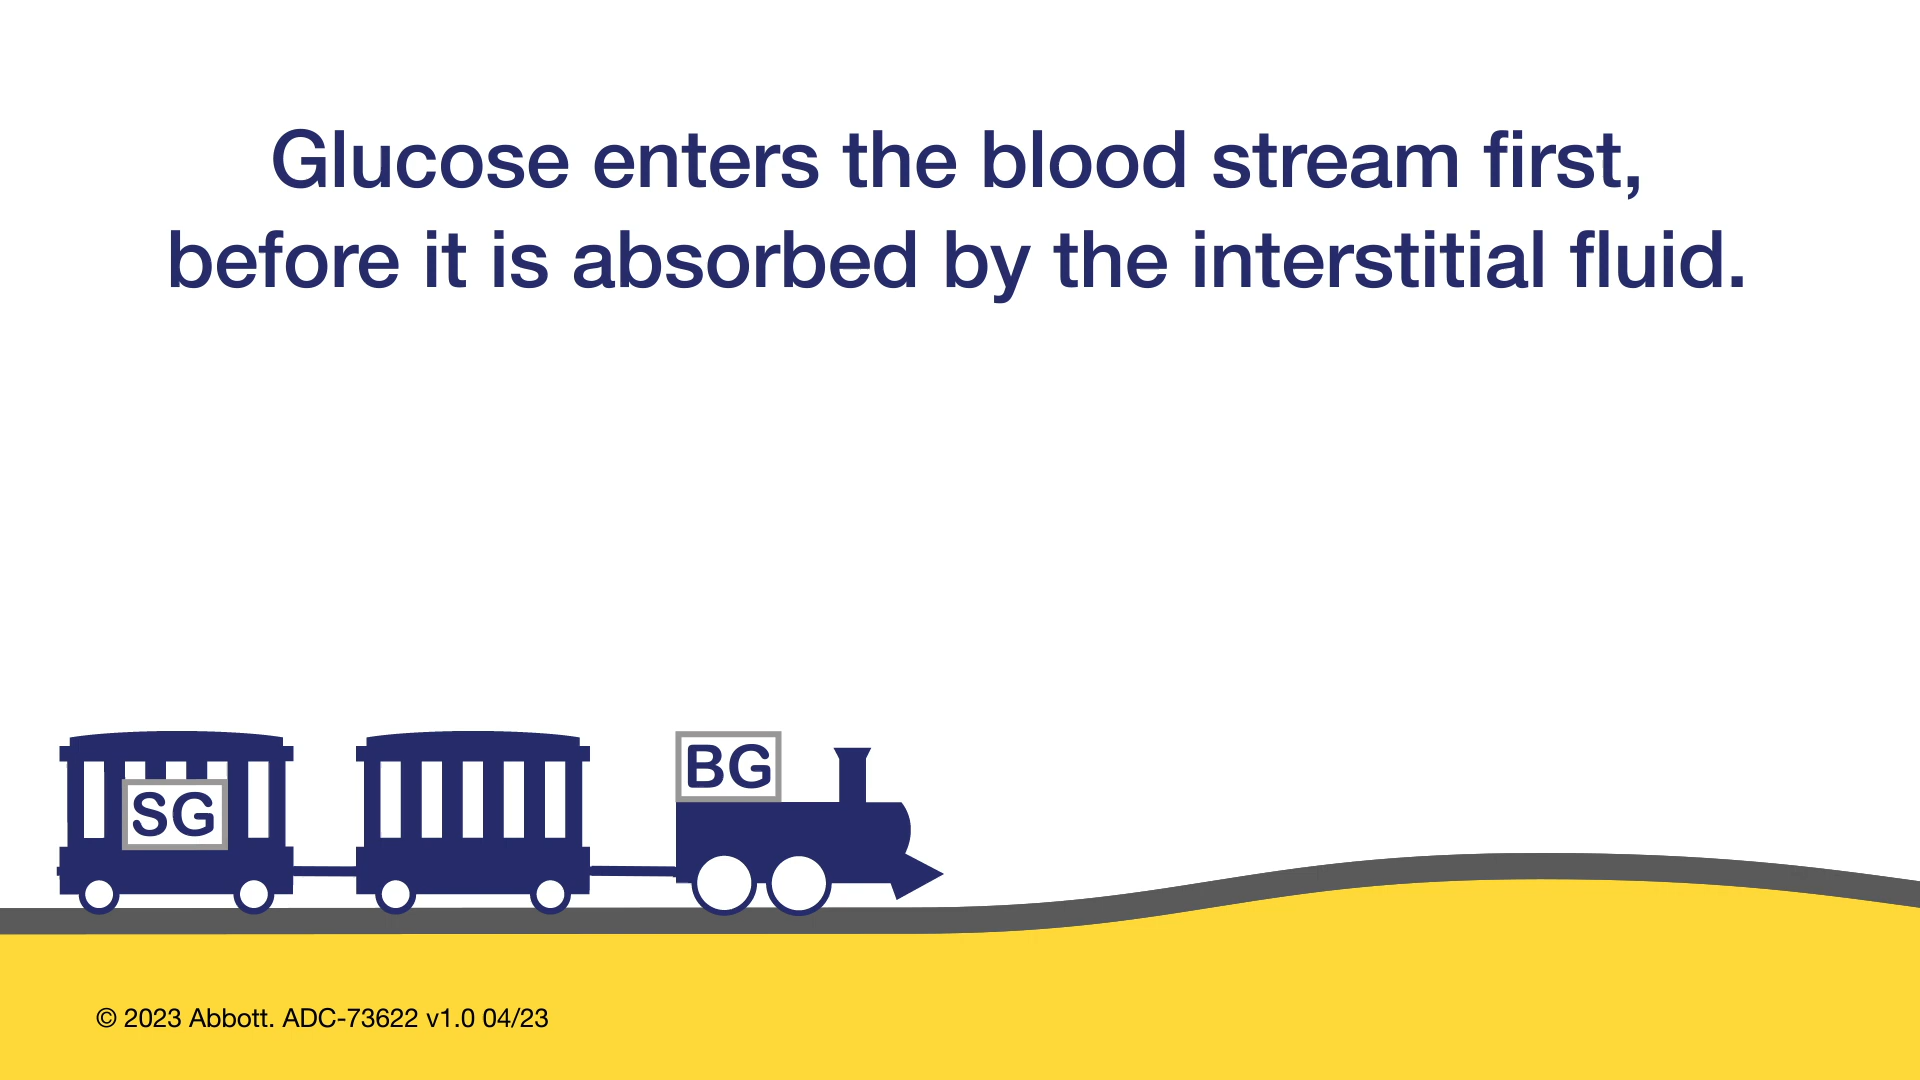 Glucose enters the blood stream first,
before it is absorbed by the interstitial fluid.
SG
BG
© 2023 Abbott. ADC-73622 v1.0 04/23